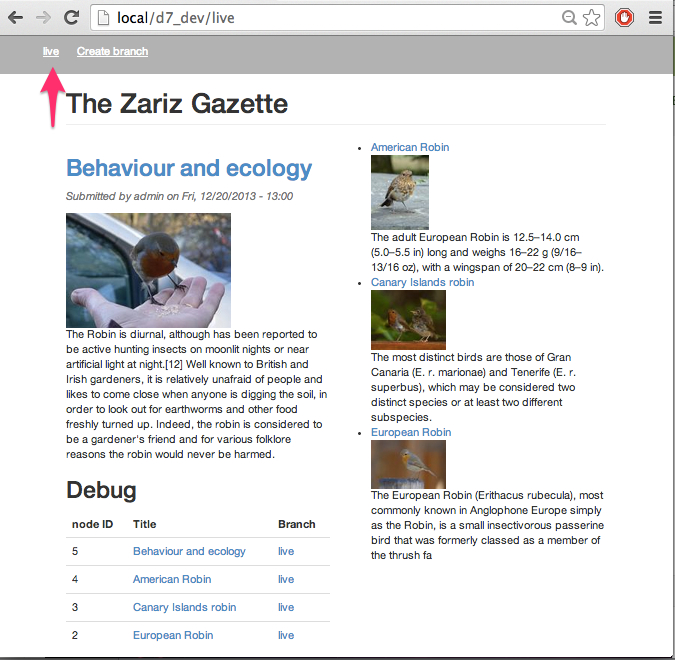 local/d7_dev/live
live Create branch
The Zariz Gazette
Behaviour and ecology
Submitted by admin on Fri, 12/20/2013 - 13:00
The Robin is diurnal, although has been reported to
be active hunting insects on moonlit nights or near
artificial light at night.[12] Well known to British and
Irish gardeners, it is relatively unafraid of people and
likes to come close when anyone is digging the soil, in
order to look out for earthworms and other food
freshly turned up. Indeed, the robin is considered to
be a gardener's friend and for various folklore
reasons the robin would never be harmed.
Debug
node ID Title Branch
5 Behaviour and ecology live
4 American Robin live
3 Canary Islands robin live
2 European Robin live
American Robin
The adult European Robin is 12.5–14.0 cm
(5.0–5.5 in) long and weighs 16–22 g (9/16–
13/16 oz), with a wingspan of 20–22 cm (8–9 in).
Canary Islands robin
The most distinct birds are those of Gran
Canaria (E. r. marionae) and Tenerife (E. r.
superbus), which may be considered two
distinct species or at least two different
subspecies.
European Robin
The European Robin (Erithacus rubecula), most
commonly known in Anglophone Europe simply
as the Robin, is a small insectivorous passerine
bird that was formerly classed as a member of
the thrush fa